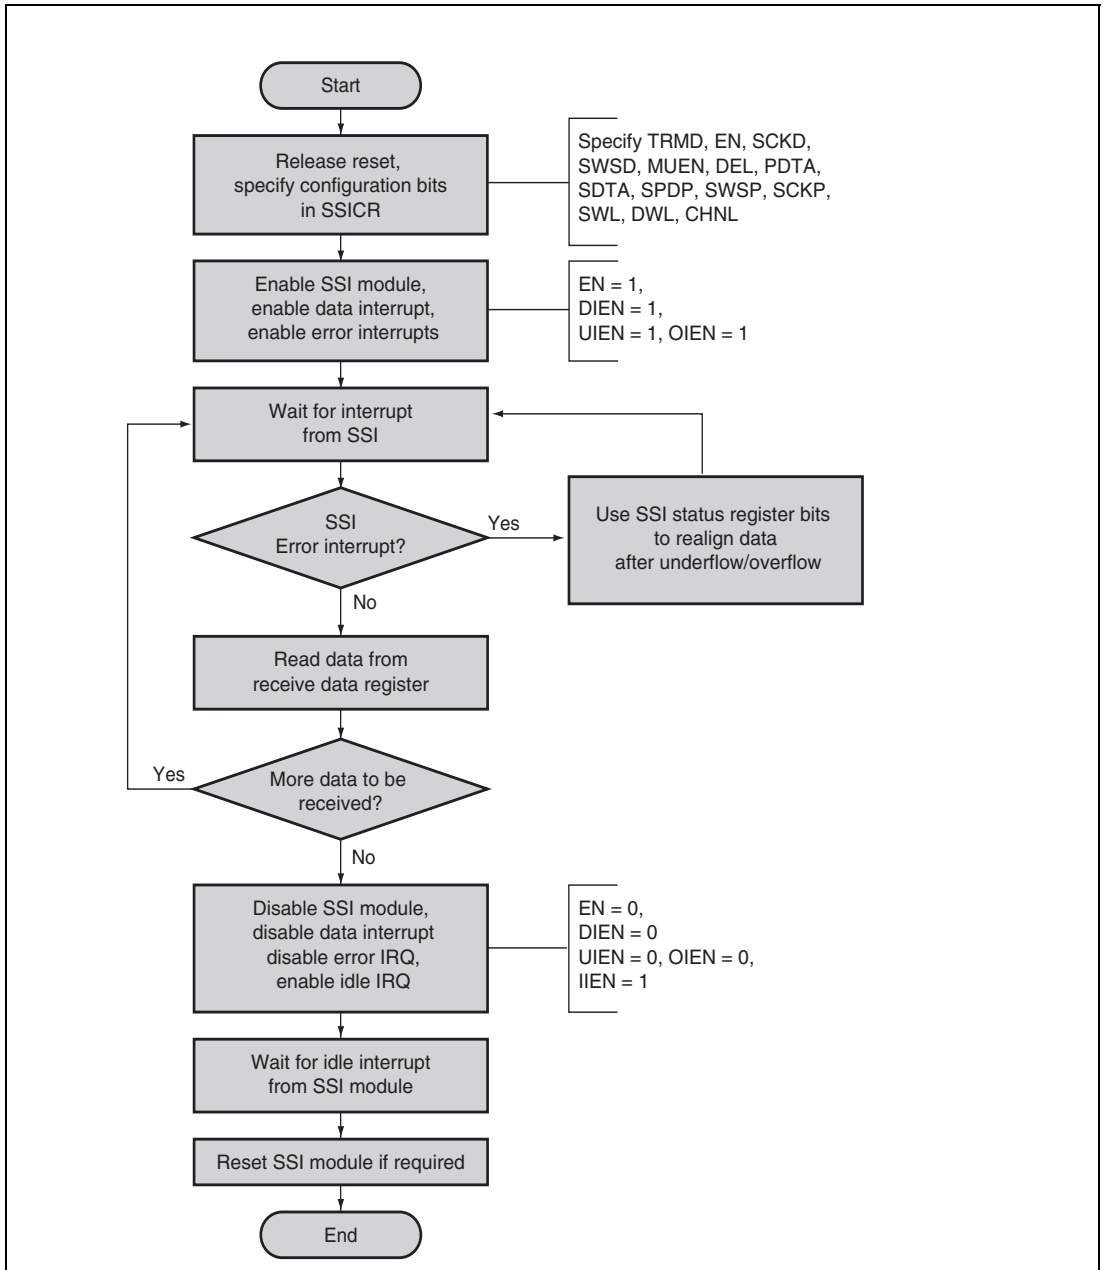 Start
Release reset,
specify configuration bits
in SSICR
Specify TRMD, EN, SCKD,
SWSD, MUEN, DEL, PDTA,
SDTA, SPDP, SWSP, SCKP,
SWL, DWL, CHNL
Enable SSI module,
enable data interrupt,
enable error interrupts
EN = 1,
DIEN = 1,
UIEN = 1, OIEN = 1
Wait for interrupt
from SSI
SSI
Error interrupt?
Yes
Use SSI status register bits
to realign data
after underflow/overflow
No
Read data from
receive data register
More data to be
received?
Yes
No
Disable SSI module,
disable data interrupt
disable error IRQ,
enable idle IRQ
EN = 0,
DIEN = 0
UIEN = 0, OIEN = 0,
IIEN = 1
Wait for idle interrupt
from SSI module
Reset SSI module if required
End